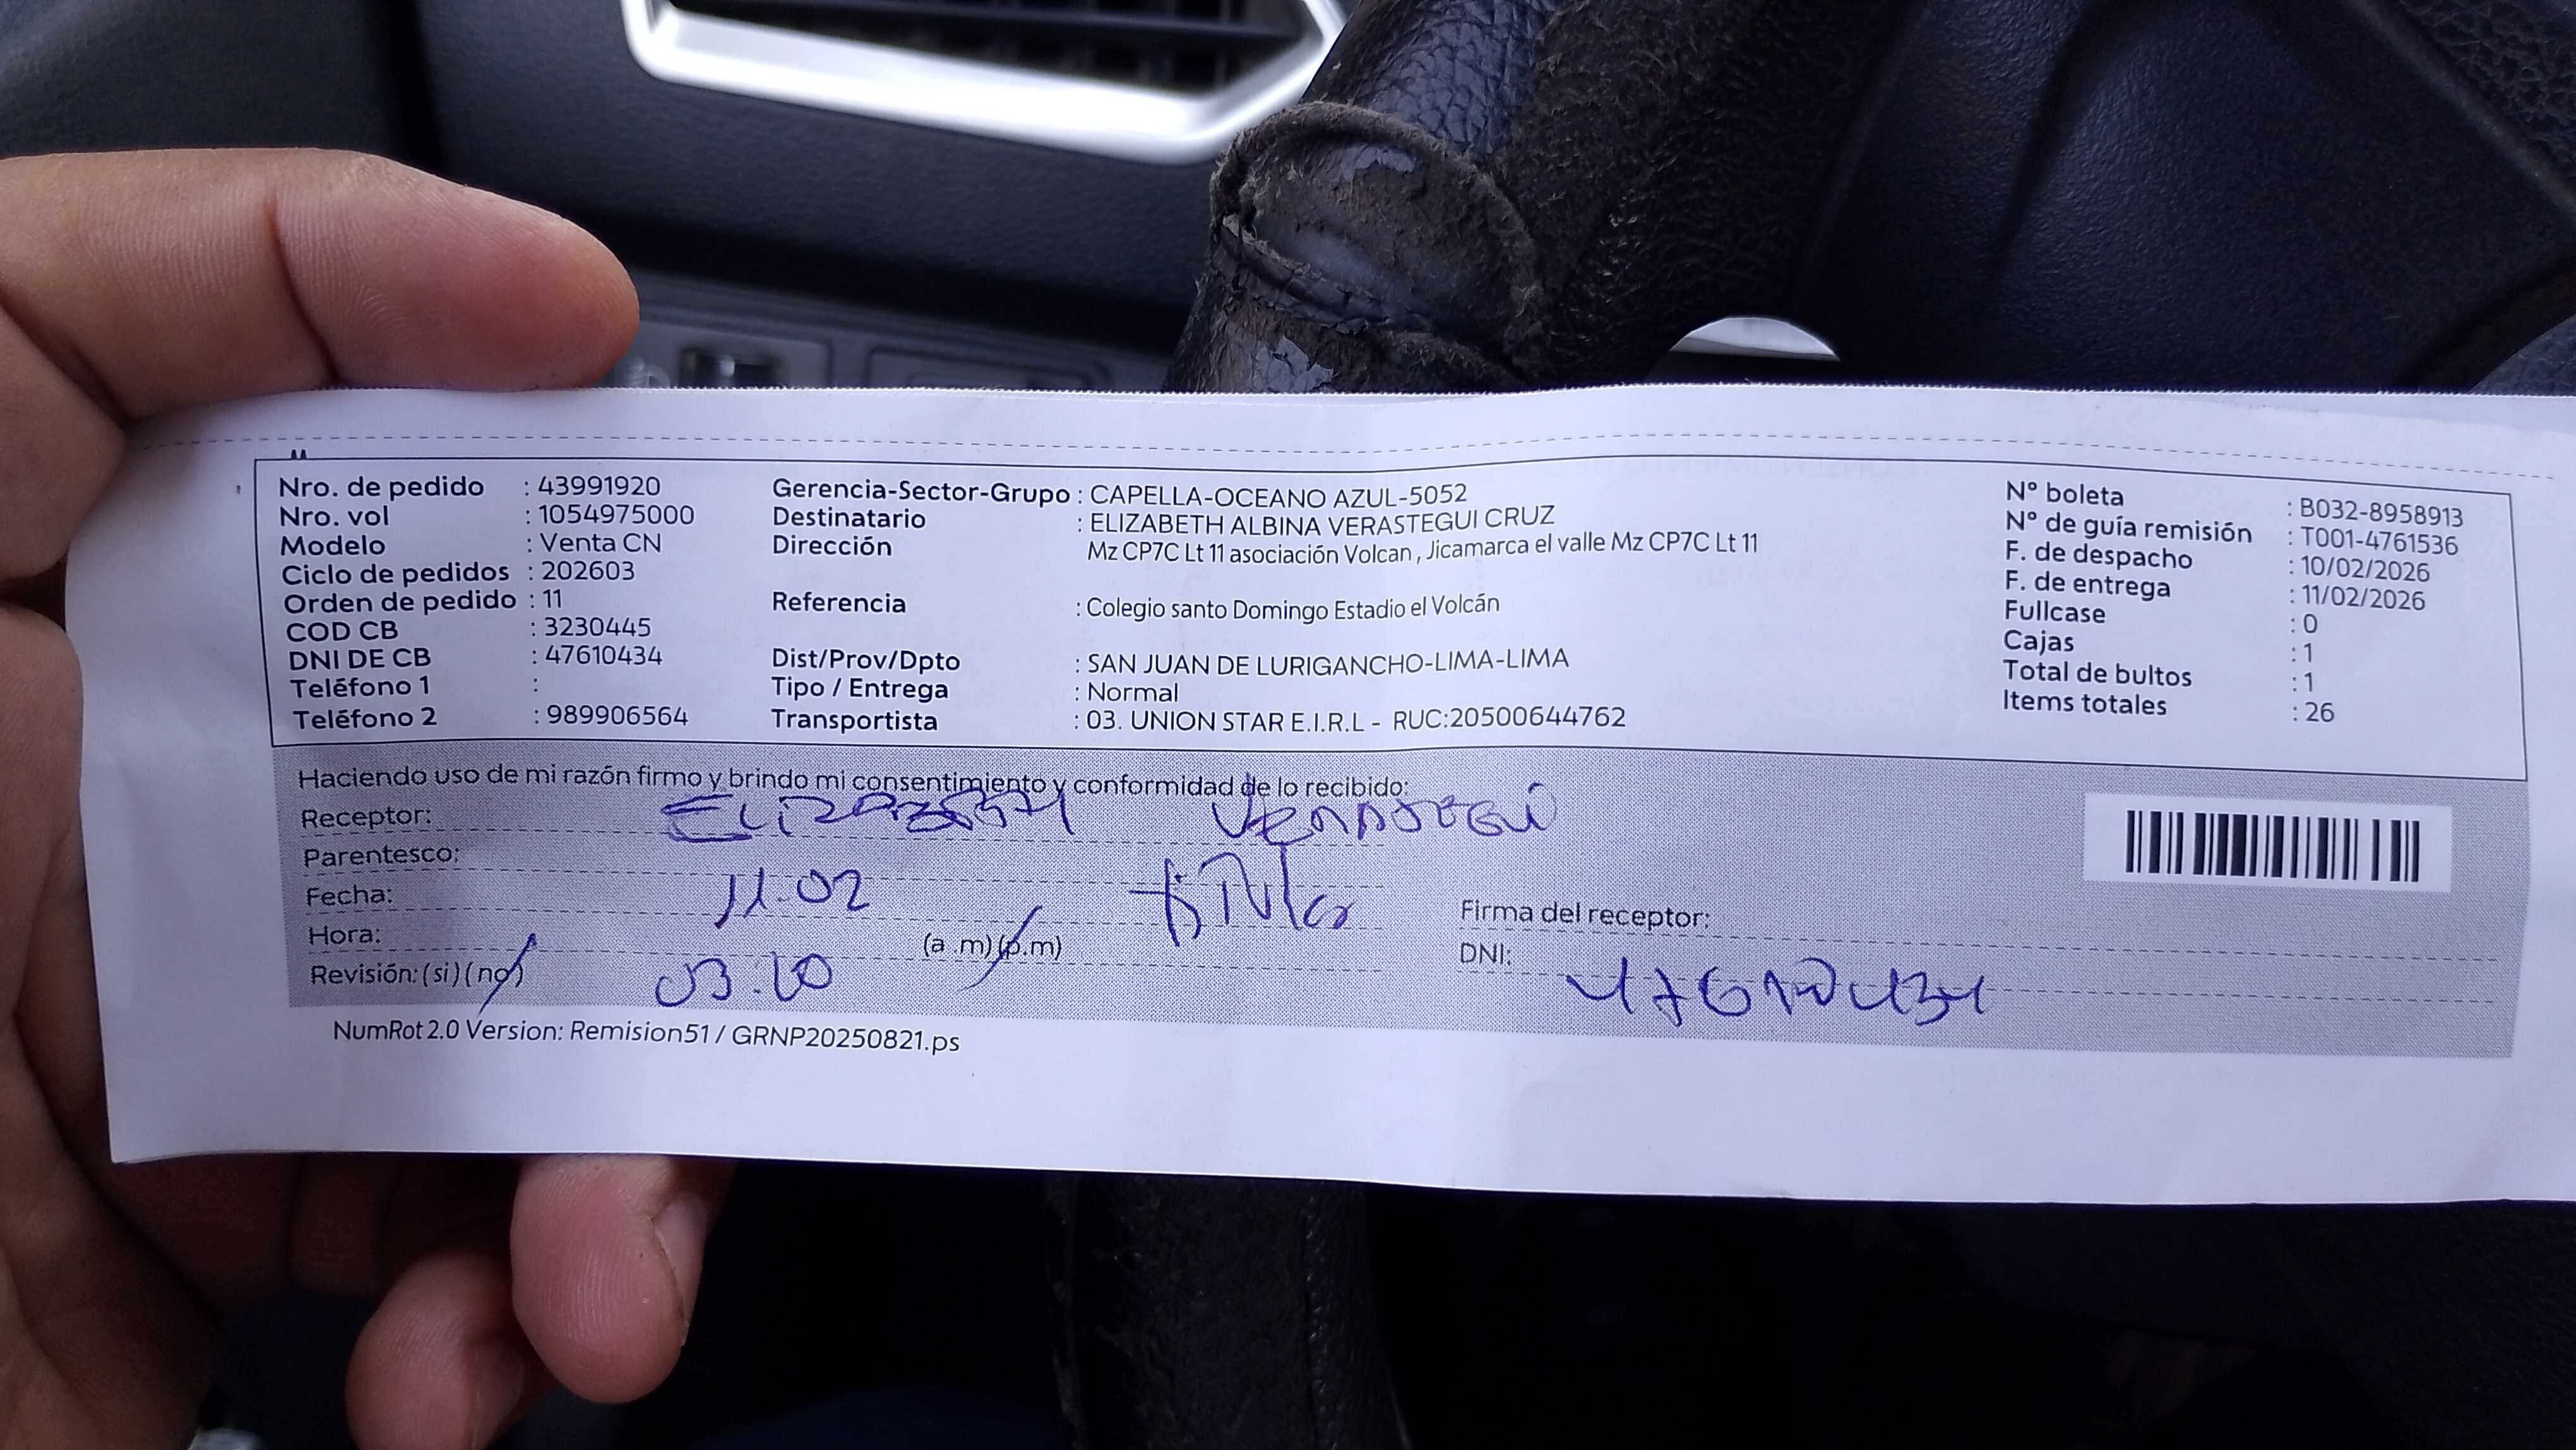 Nro. de pedido : 43991920
Nro. vol : 1054975000
Modelo : Venta CN
Ciclo de pedidos : 202603
Orden de pedido : 11
COD CB : 3230445
DNI DE CB : 47610434
Teléfono 1 :
Teléfono 2 : 989906564
Gerencia-Sector-Grupo : CAPELLA-OCEANO AZUL-5052
Destinatario : ELIZABETH ALBINA VERASTEGUI CRUZ
Dirección Mz CP7C Lt 11 asociación Volcan , Jicamarca el valle Mz CP7C Lt 11
Referencia : Colegio santo Domingo Estadio el Volcán
Dist/Prov/Dpto : SAN JUAN DE LURIGANCHO-LIMA-LIMA
Tipo / Entrega : Normal
Transportista : 03. UNION STAR E.I.R.L - RUC:20500644762
N° boleta : B032-8958913
N° de guía remisión : T001-4761536
F. de despacho : 10/02/2026
F. de entrega : 11/02/2026
Fullcase : 0
Cajas : 1
Total de bultos : 1
Items totales : 26
Haciendo uso de mi razón firmo y brindo mi consentimiento y conformidad de lo recibido:
Receptor: ELIZABETH VERASTEGUI
Parentesco: titular
Fecha: 11.02
Hora: (a .m) (p.m)
Revisión: (si) (no) 03:20
Firma del receptor:
DNI: 47610434
NumRot 2.0 Version: Remision51 / GRNP20250821.ps